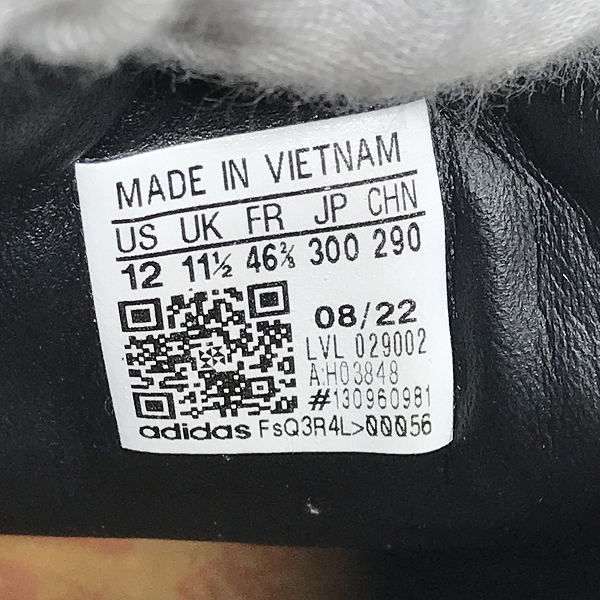 MADE IN VIETNAM
US UK FR JP CHN
12 11½ 46⅔ 300 290
08/22
LVL 029002
A:H03848
#130960981
adidas FsQ3R4L>00056